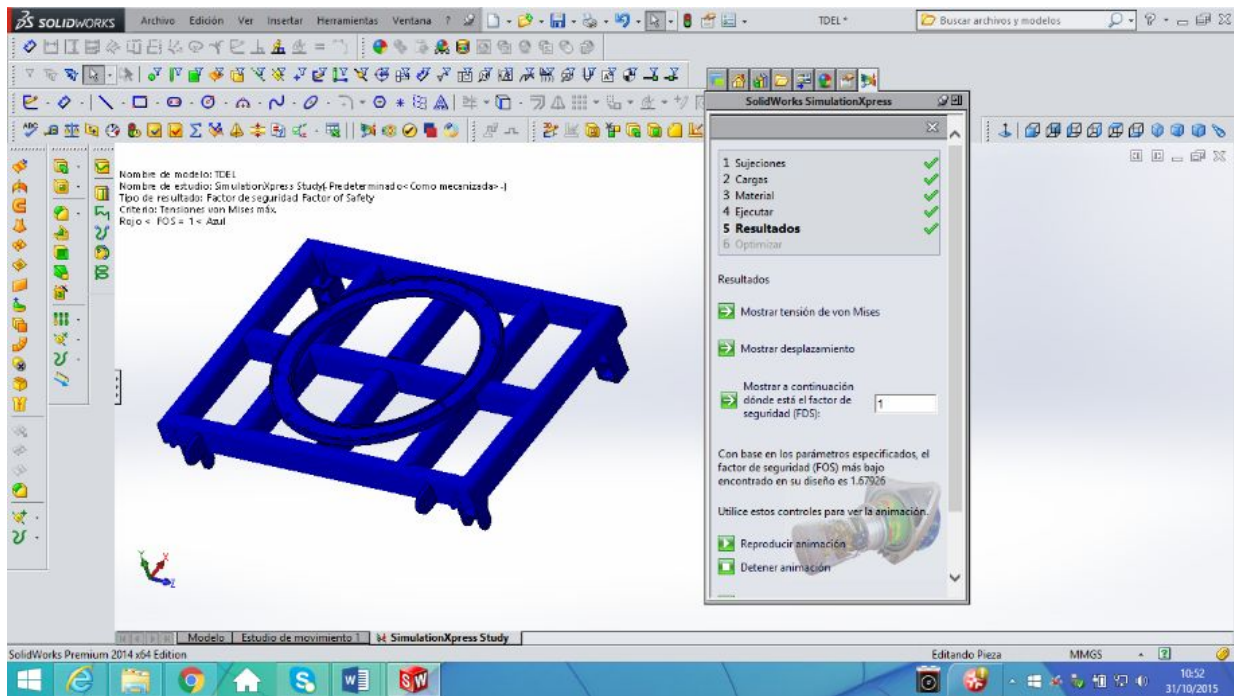 SOLIDWORKS
Archivo Edición Ver Insertar Herramientas Ventana ?
TDEL *
Buscar archivos y modelos
SolidWorks SimulationXpress
1 Sujeciones
2 Cargas
3 Material
4 Ejecutar
5 Resultados
6 Optimizar
Nombre de modelo: TDEL
Nombre de estudio: SimulationXpress Study(-Predeterminado<Como mecanizada>-)
Tipo de resultado: Factor de seguridad Factor of Safety
Criterio: Tensiones von Mises máx.
Rojo < FOS = 1 < Azul
Resultados
Mostrar tensión de von Mises
Mostrar desplazamiento
Mostrar a continuación
dónde está el factor de
seguridad (FDS):
1
Con base en los parámetros especificados, el
factor de seguridad (FOS) más bajo
encontrado en su diseño es 1.67926
Utilice estos controles para ver la animación.
Reproducir animación
Detener animación
Y
X
Z
Modelo Estudio de movimiento 1 SimulationXpress Study
SolidWorks Premium 2014 x64 Edition
Editando Pieza
MMGS
10:52
31/10/2015